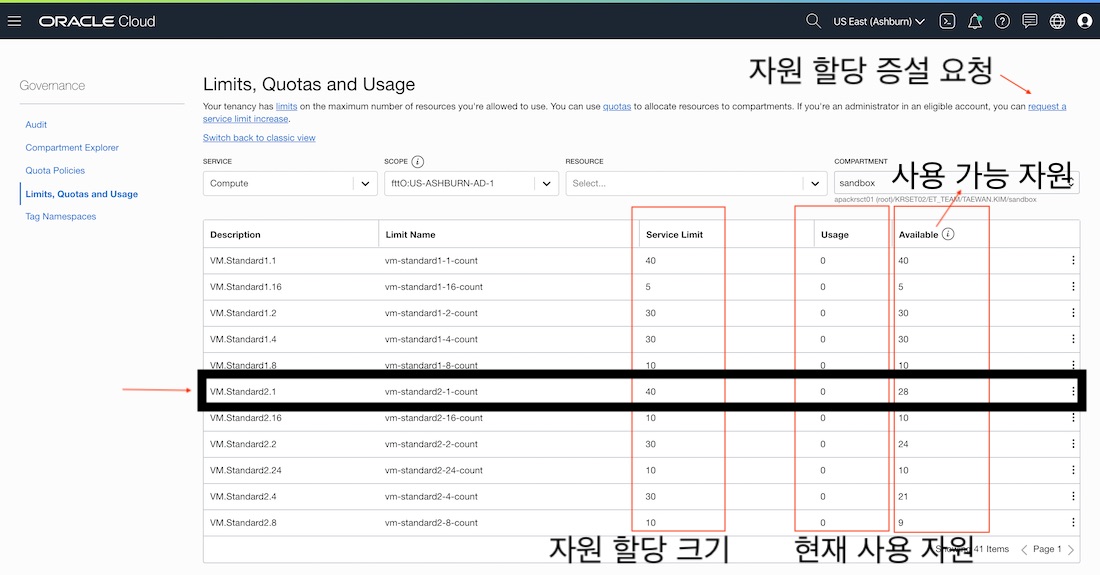 ORACLE Cloud
US East (Ashburn)
자원 할당 증설 요청
Governance
Audit
Compartment Explorer
Quota Policies
Limits, Quotas and Usage
Tag Namespaces
Limits, Quotas and Usage
Your tenancy has limits on the maximum number of resources you're allowed to use. You can use quotas to allocate resources to compartments. If you're an administrator in an eligible account, you can request a
service limit increase.
Switch back to classic view
SERVICE SCOPE i RESOURCE COMPARTMENT
사용 가능 자원
Compute fttO:US-ASHBURN-AD-1 Select... sandbox
apackrsct01 (root)/KRSET02/ET_TEAM/TAEWAN.KIM/sandbox
Description Limit Name Service Limit Usage Available i
VM.Standard1.1 vm-standard1-1-count 40 0 40
VM.Standard1.16 vm-standard1-16-count 5 0 5
VM.Standard1.2 vm-standard1-2-count 30 0 30
VM.Standard1.4 vm-standard1-4-count 30 0 30
VM.Standard1.8 vm-standard1-8-count 10 0 10
VM.Standard2.1 vm-standard2-1-count 40 0 28
VM.Standard2.16 vm-standard2-16-count 10 0 10
VM.Standard2.2 vm-standard2-2-count 30 0 24
VM.Standard2.24 vm-standard2-24-count 10 0 10
VM.Standard2.4 vm-standard2-4-count 30 0 21
VM.Standard2.8 vm-standard2-8-count 10 0 9
자원 할당 크기 현재 사용 자원
41 Items Page 1